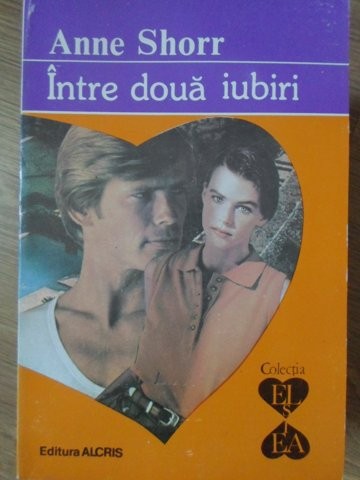 Anne Shorr
Între două iubiri
Colecția
EL
ȘI
EA
Editura ALCRIS